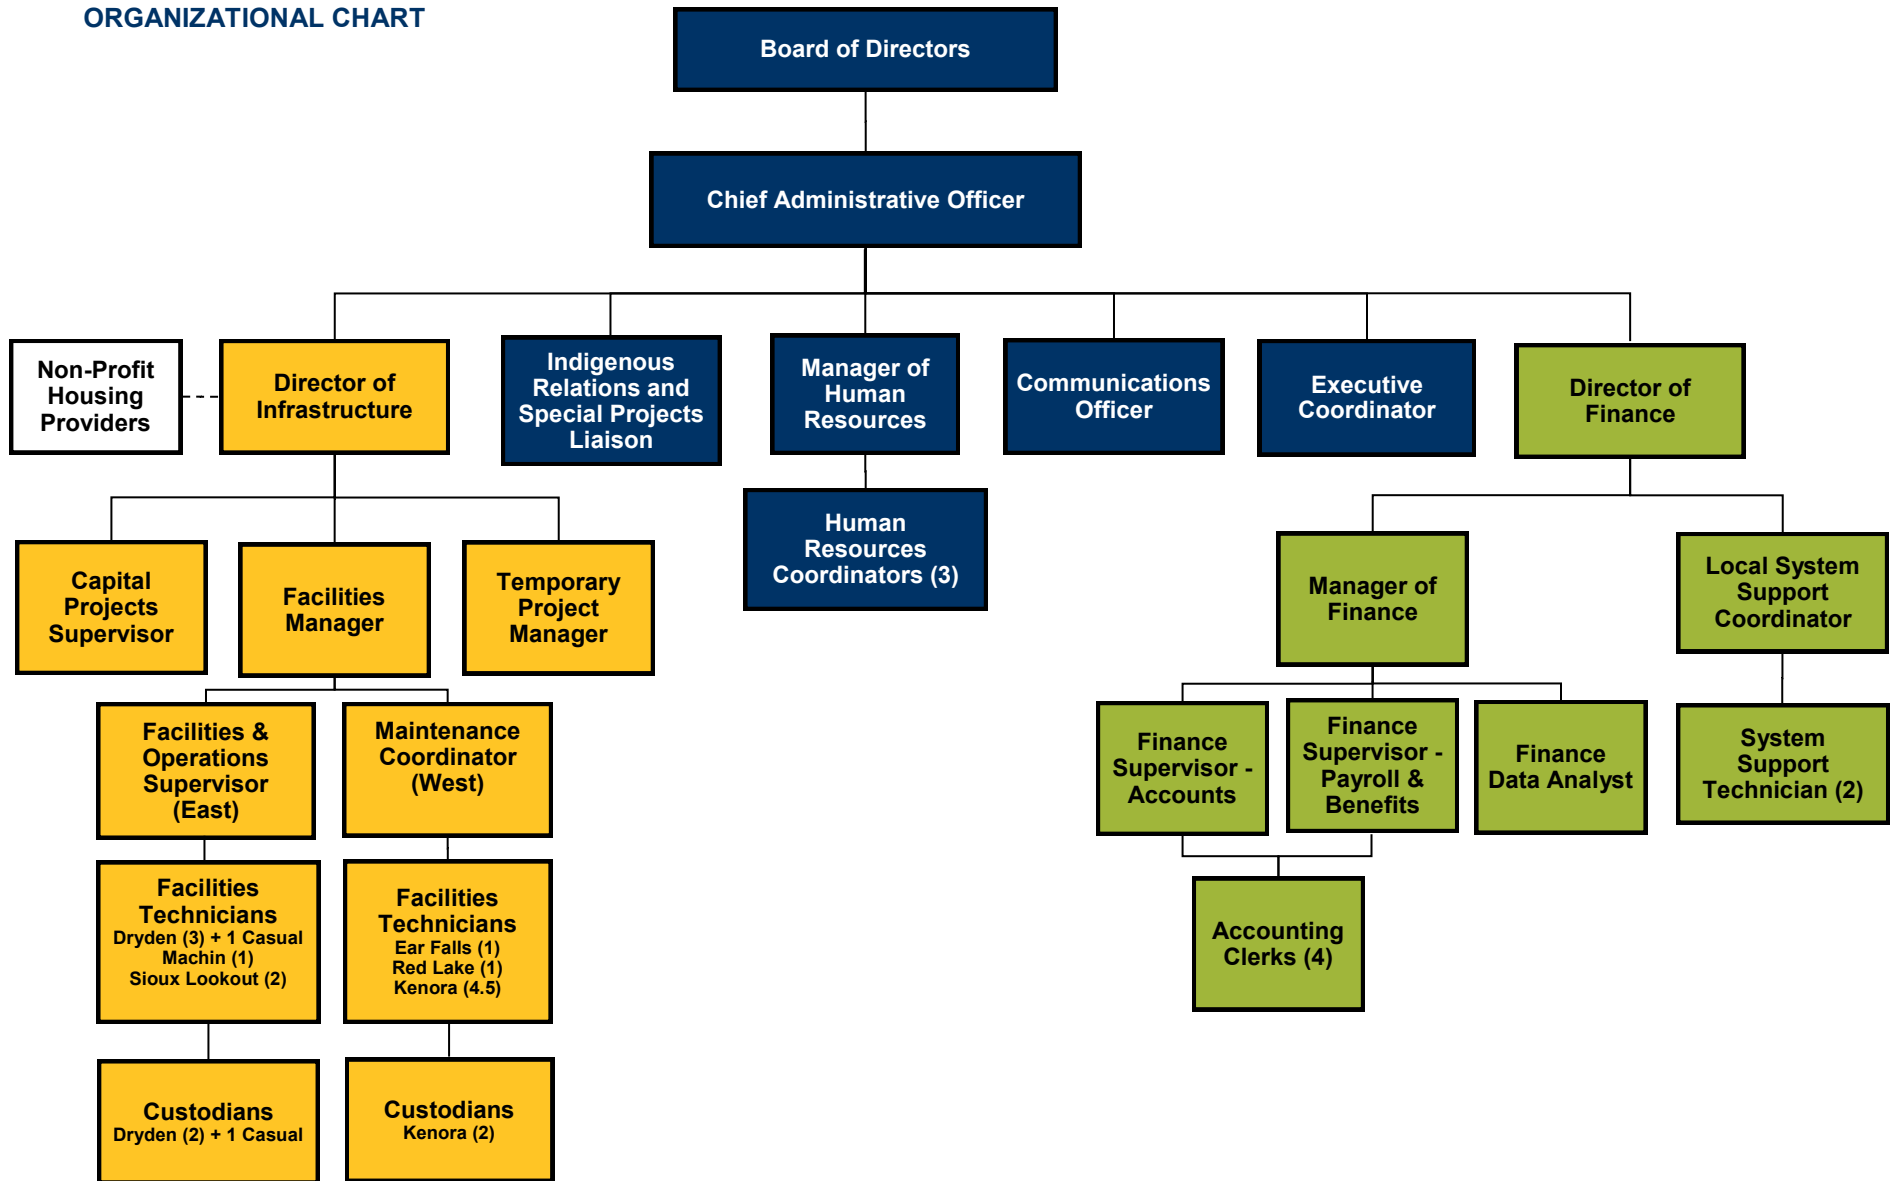 ORGANIZATIONAL CHART
Board of Directors
Chief Administrative Officer
Non-Profit
Housing
Providers
Director of
Infrastructure
Indigenous
Relations and
Special Projects
Liaison
Manager of
Human
Resources
Communications
Officer
Executive
Coordinator
Director of
Finance
Human
Resources
Coordinators (3)
Capital
Projects
Supervisor
Facilities
Manager
Temporary
Project
Manager
Manager of
Finance
Local System
Support
Coordinator
Facilities &
Operations
Supervisor
(East)
Maintenance
Coordinator
(West)
Finance
Supervisor -
Accounts
Finance
Supervisor -
Payroll &
Benefits
Finance
Data Analyst
System
Support
Technician (2)
Facilities
Technicians
Dryden (3) + 1 Casual
Machin (1)
Sioux Lookout (2)
Facilities
Technicians
Ear Falls (1)
Red Lake (1)
Kenora (4.5)
Accounting
Clerks (4)
Custodians
Dryden (2) + 1 Casual
Custodians
Kenora (2)